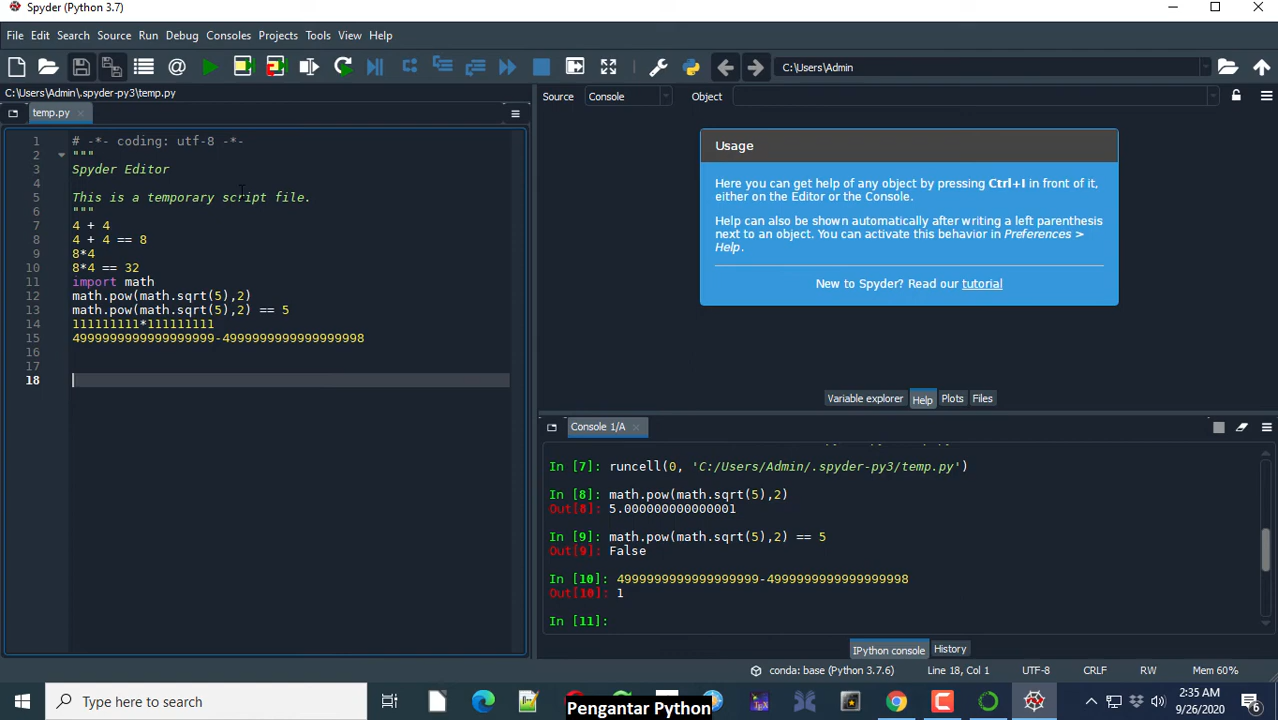 Spyder (Python 3.7)
File Edit Search Source Run Debug Consoles Projects Tools View Help
C:\Users\Admin
C:\Users\Admin\.spyder-py3\temp.py
Source Console Object
temp.py
1 # -*- coding: utf-8 -*-
2 """
3 Spyder Editor
4
5 This is a temporary script file.
6 """
7 4 + 4
8 4 + 4 == 8
9 8*4
10 8*4 == 32
11 import math
12 math.pow(math.sqrt(5),2)
13 math.pow(math.sqrt(5),2) == 5
14 111111111*111111111
15 4999999999999999999-4999999999999999998
16
17
18
Usage
Here you can get help of any object by pressing Ctrl+I in front of it,
either on the Editor or the Console.
Help can also be shown automatically after writing a left parenthesis
next to an object. You can activate this behavior in Preferences >
Help.
New to Spyder? Read our tutorial
Variable explorer Help Plots Files
Console 1/A
In [7]: runcell(0, 'C:/Users/Admin/.spyder-py3/temp.py')
In [8]: math.pow(math.sqrt(5),2)
Out[8]: 5.000000000000001
In [9]: math.pow(math.sqrt(5),2) == 5
Out[9]: False
In [10]: 4999999999999999999-4999999999999999998
Out[10]: 1
In [11]:
IPython console History
conda: base (Python 3.7.6) Line 18, Col 1 UTF-8 CRLF RW Mem 60%
Type here to search
Pengantar Python
2:35 AM
9/26/2020
6